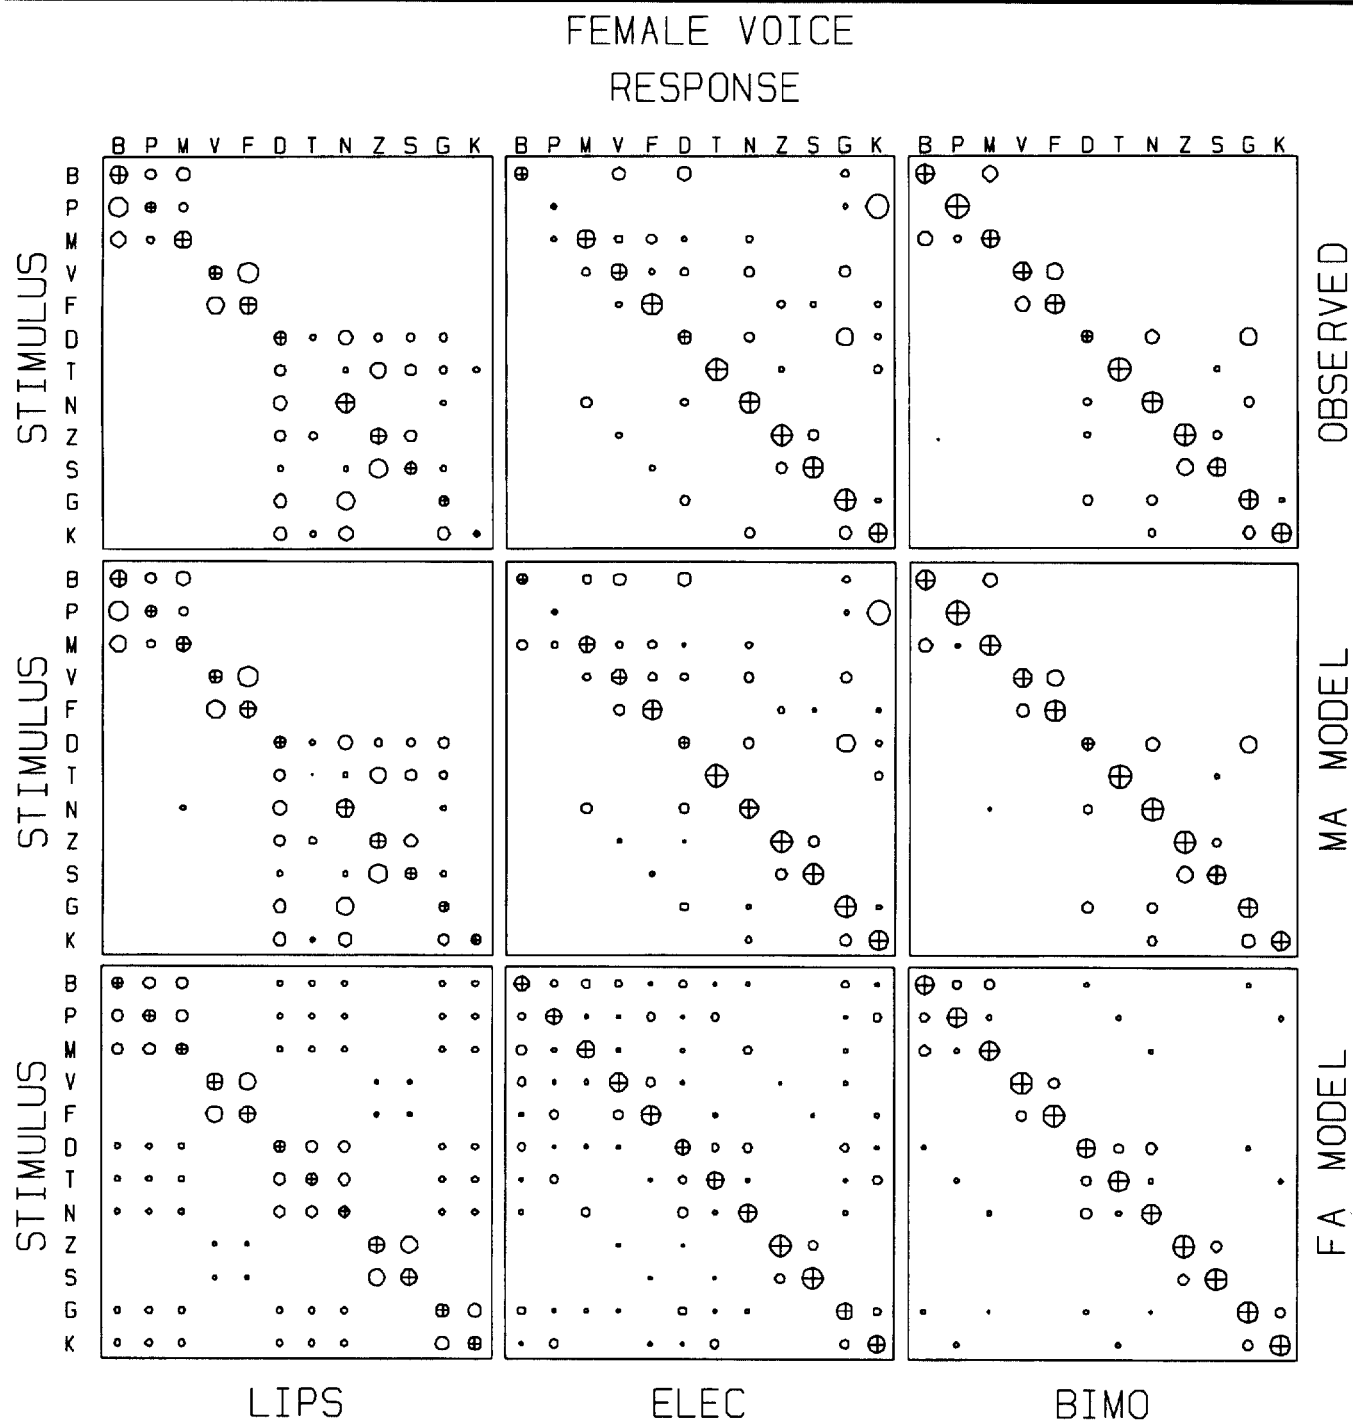 FEMALE VOICE
RESPONSE
B P M V F D T N Z S G K B P M V F D T N Z S G K B P M V F D T N Z S G K
STIMULUS
B
P
M
V
F
D
T
N
Z
S
G
K
OBSERVED
STIMULUS
B
P
M
V
F
D
T
N
Z
S
G
K
MA MODEL
STIMULUS
B
P
M
V
F
D
T
N
Z
S
G
K
FA MODEL
LIPS ELEC BIMO